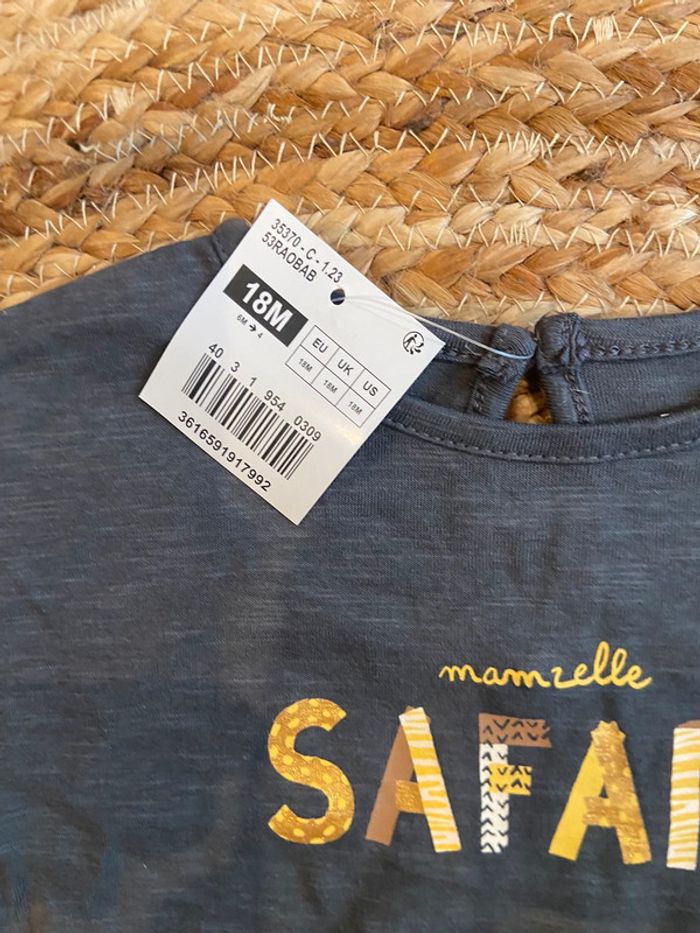 35370 - C - 1.23
53RAOBAB
18M
6M → 4
EU UK US
18M 18M 18M
40 3 1 954 0309
3616591917992
mamzelle
SAFAR